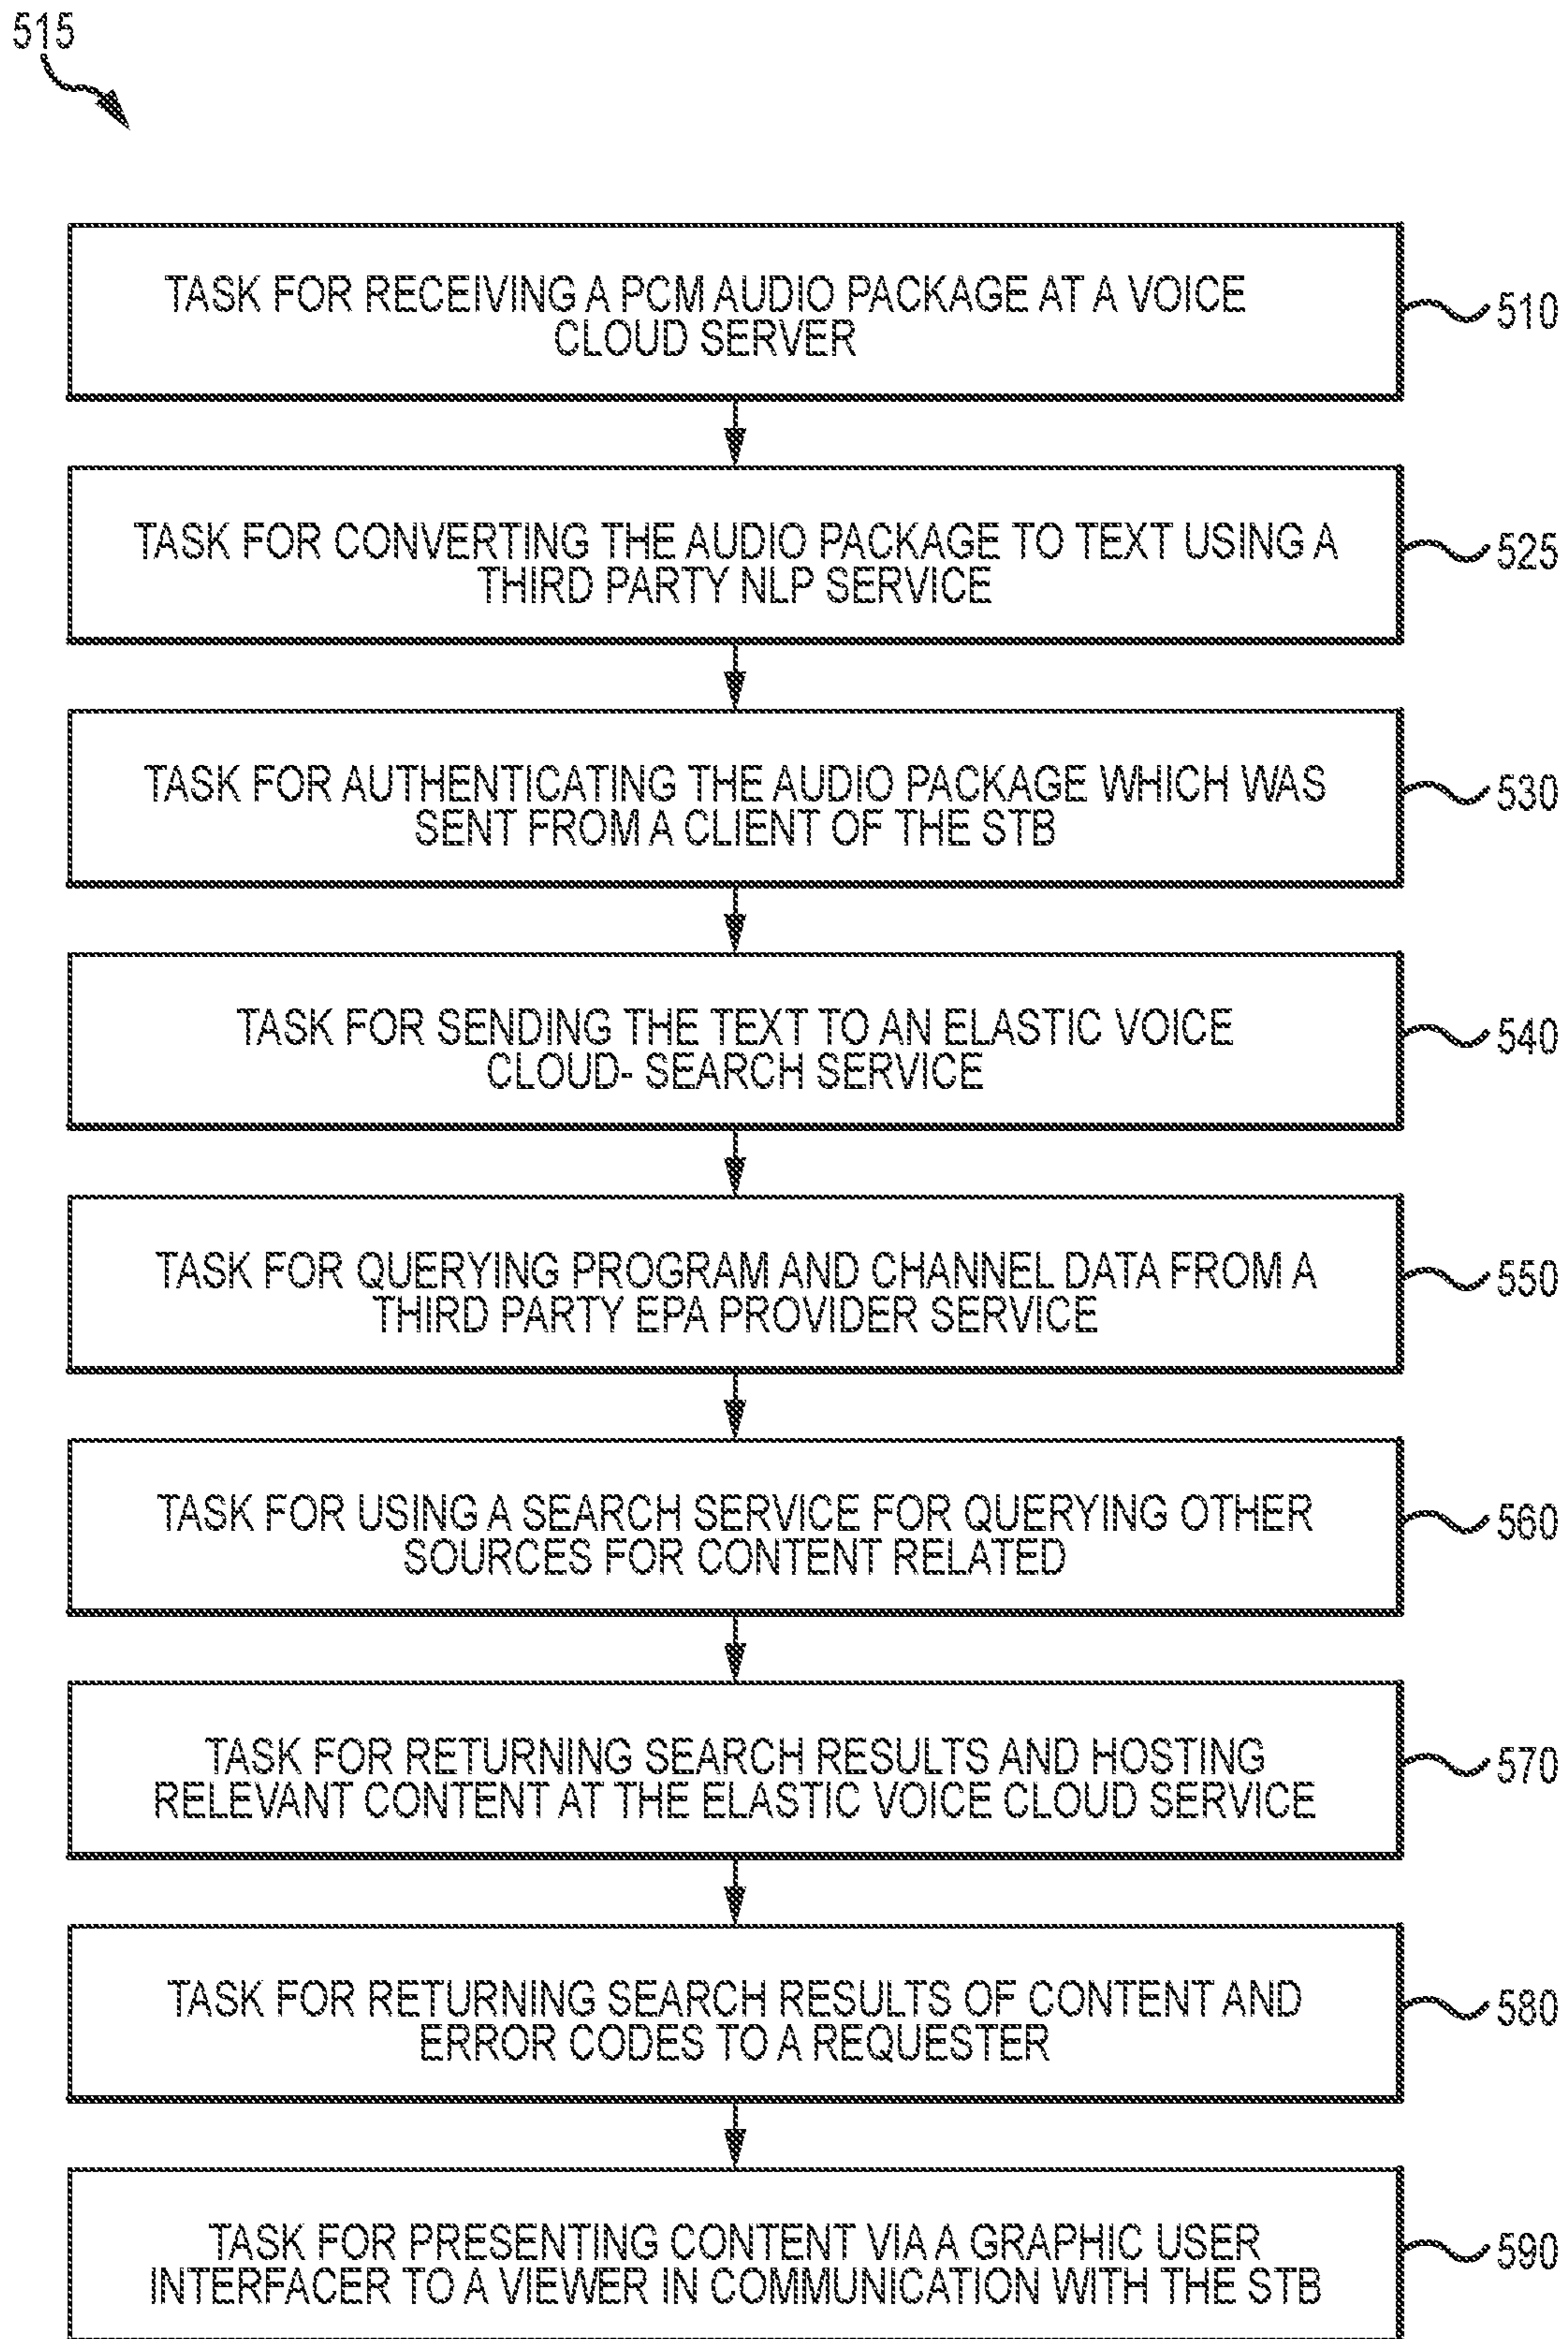 515
TASK FOR RECEIVING A PCM AUDIO PACKAGE AT A VOICE
CLOUD SERVER
510
TASK FOR CONVERTING THE AUDIO PACKAGE TO TEXT USING A
THIRD PARTY NLP SERVICE
525
TASK FOR AUTHENTICATING THE AUDIO PACKAGE WHICH WAS
SENT FROM A CLIENT OF THE STB
530
TASK FOR SENDING THE TEXT TO AN ELASTIC VOICE
CLOUD- SEARCH SERVICE
540
TASK FOR QUERYING PROGRAM AND CHANNEL DATA FROM A
THIRD PARTY EPA PROVIDER SERVICE
550
TASK FOR USING A SEARCH SERVICE FOR QUERYING OTHER
SOURCES FOR CONTENT RELATED
560
TASK FOR RETURNING SEARCH RESULTS AND HOSTING
RELEVANT CONTENT AT THE ELASTIC VOICE CLOUD SERVICE
570
TASK FOR RETURNING SEARCH RESULTS OF CONTENT AND
ERROR CODES TO A REQUESTER
580
TASK FOR PRESENTING CONTENT VIA A GRAPHIC USER
INTERFACER TO A VIEWER IN COMMUNICATION WITH THE STB
590